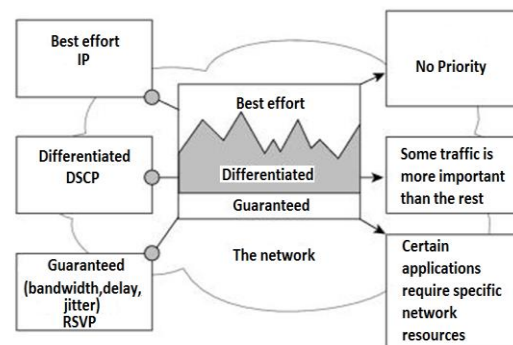 Best effort
IP
Differentiated
DSCP
Guaranteed
(bandwidth,delay,
jitter)
RSVP
Best effort
Differentiated
Guaranteed
The network
No Priority
Some traffic is
more important
than the rest
Certain
applications
require specific
network
resources